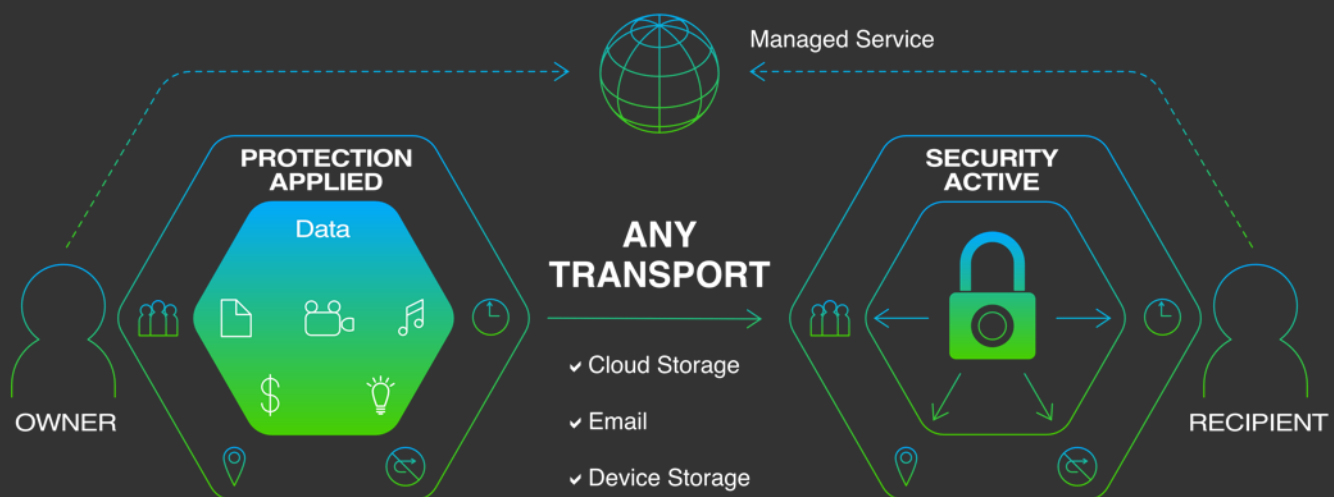 Managed Service
PROTECTION
APPLIED
Data
OWNER
ANY
TRANSPORT
✓ Cloud Storage
✓ Email
✓ Device Storage
SECURITY
ACTIVE
RECIPIENT